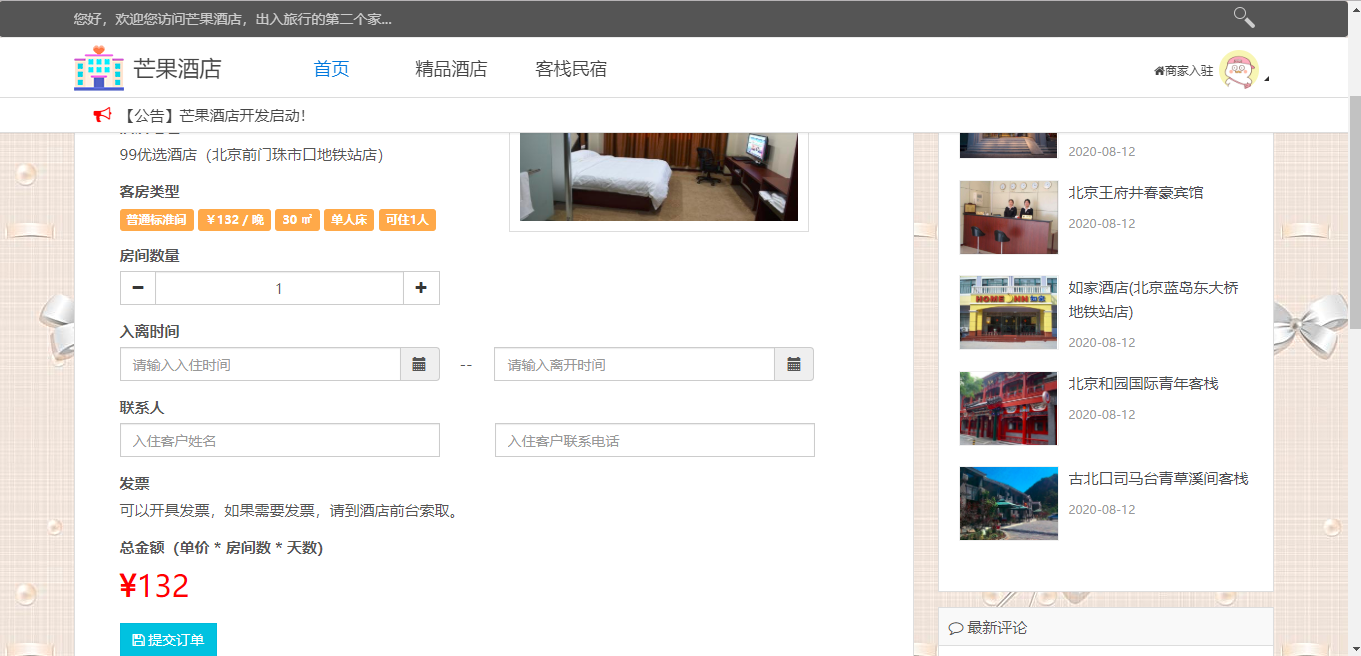 您好，欢迎您访问芒果酒店，出入旅行的第二个家...
芒果酒店
首页
精品酒店
客栈民宿
商家入驻
【公告】芒果酒店开发启动！
99优选酒店（北京前门珠市口地铁站店）
客房类型
普通标准间 ￥132 / 晚 30 ㎡ 单人床 可住1人
房间数量
1
入离时间
请输入入住时间 -- 请输入离开时间
联系人
入住客户姓名 入住客户联系电话
发票
可以开具发票，如果需要发票，请到酒店前台索取。
总金额（单价 * 房间数 * 天数）
¥132
提交订单
2020-08-12
北京王府井春豪宾馆
2020-08-12
HOME INN 如家
如家酒店(北京蓝岛东大桥
地铁站店)
2020-08-12
北京和园国际青年客栈
2020-08-12
古北口司马台青草溪间客栈
2020-08-12
最新评论